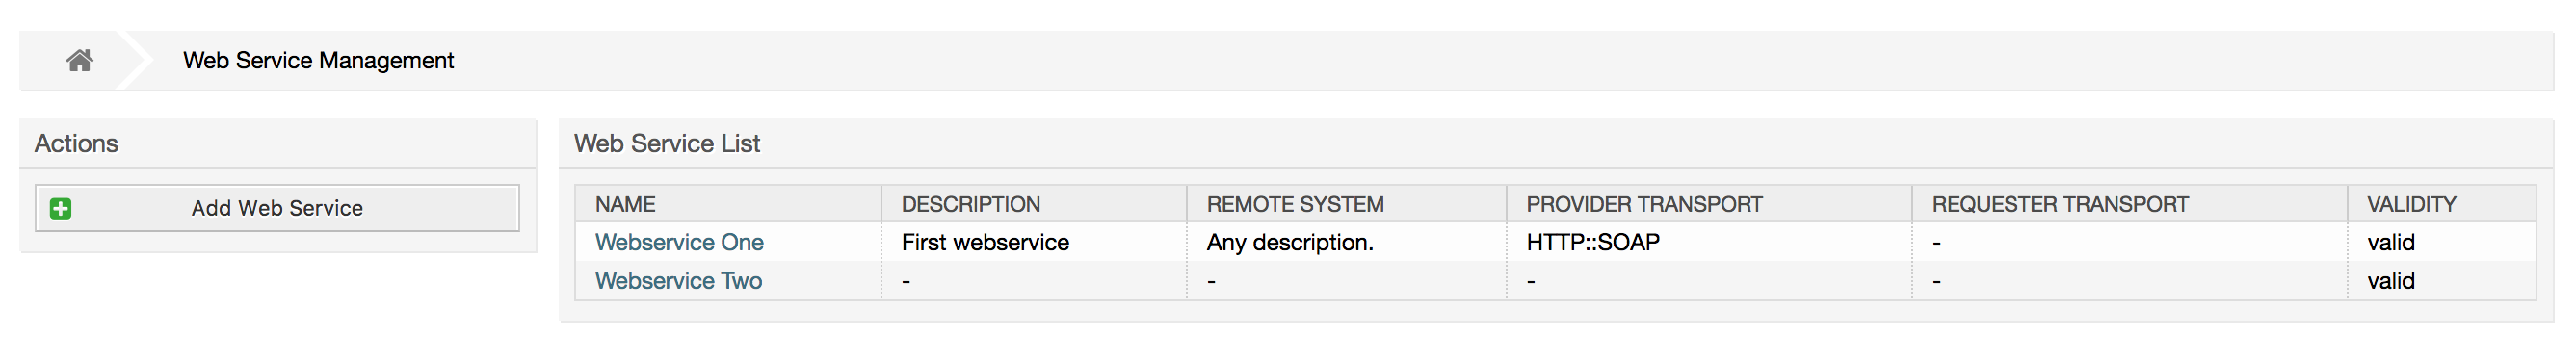 Web Service Management
Actions
Add Web Service
Web Service List
NAME DESCRIPTION REMOTE SYSTEM PROVIDER TRANSPORT REQUESTER TRANSPORT VALIDITY
Webservice One First webservice Any description. HTTP::SOAP - valid
Webservice Two - - - - valid